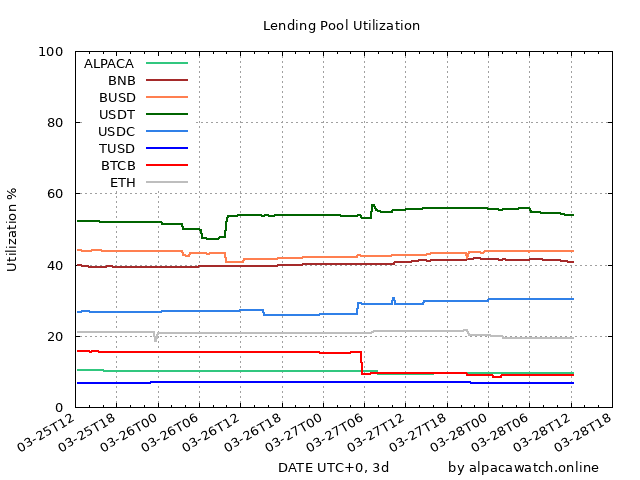 Lending Pool Utilization
100
80
60
40
20
0
Utilization %
ALPACA
BNB
BUSD
USDT
USDC
TUSD
BTCB
ETH
03-25T12
03-25T18
03-26T00
03-26T06
03-26T12
03-26T18
03-27T00
03-27T06
03-27T12
03-27T18
03-28T00
03-28T06
03-28T12
03-28T18
DATE UTC+0, 3d
by alpacawatch.online